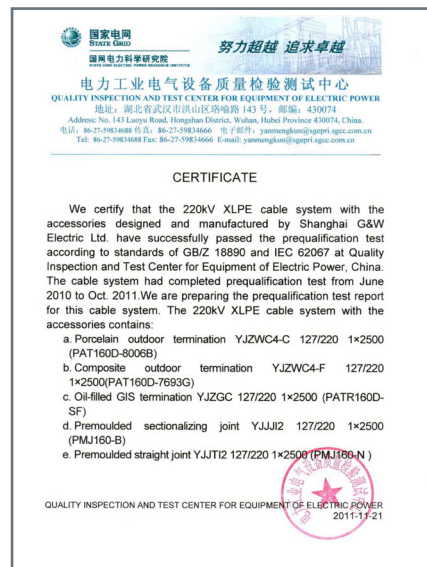 国家电网
STATE GRID
国网电力科学研究院
STATE GRID ELECTRIC POWER RESEARCH INSTITUTE
努力超越 追求卓越
电力工业电气设备质量检验测试中心
QUALITY INSPECTION AND TEST CENTER FOR EQUIPMENT OF ELECTRIC POWER
地址：湖北省武汉市洪山区珞喻路 143 号，邮编：430074
Address: No. 143 Luoyu Road, Hongshan District, Wuhan, Hubei Province 430074, China.
电话：86-27-59834688 传真：86-27-59834666 电子邮件：yanmengkun@sgepri.sgcc.com.cn
Tel: 86-27-59834688 Fax: 86-27-59834666 E-mail: yanmengkun@sgepri.sgcc.com.cn
CERTIFICATE
We certify that the 220kV XLPE cable system with the
accessories designed and manufactured by Shanghai G&W
Electric Ltd. have successfully passed the prequalification test
according to standards of GB/Z 18890 and IEC 62067 at Quality
Inspection and Test Center for Equipment of Electric Power, China.
The cable system had completed prequalification test from June
2010 to Oct. 2011.We are preparing the prequalification test report
for this cable system. The 220kV XLPE cable system with the
accessories contains:
a. Porcelain outdoor termination YJZWC4-C 127/220 1×2500
(PAT160D-8006B)
b. Composite outdoor termination YJZWC4-F 127/220
1×2500(PAT160D-7693G)
c. Oil-filled GIS termination YJZGC 127/220 1×2500 (PATR160D-
SF)
d. Premoulded sectionalizing joint YJJJI2 127/220 1×2500
(PMJ160-B)
e. Premoulded straight joint YJJTI2 127/220 1×2500 (PMJ160-N )
QUALITY INSPECTION AND TEST CENTER FOR EQUIPMENT OF ELECTRIC POWER
2011-11-21